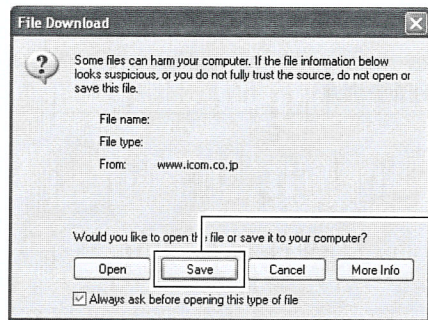 File Download
Some files can harm your computer. If the file information below
looks suspicious, or you do not fully trust the source, do not open or
save this file.
File name:
File type:
From: www.icom.co.jp
Would you like to open th file or save it to your computer?
Open Save Cancel More Info
Always ask before opening this type of file